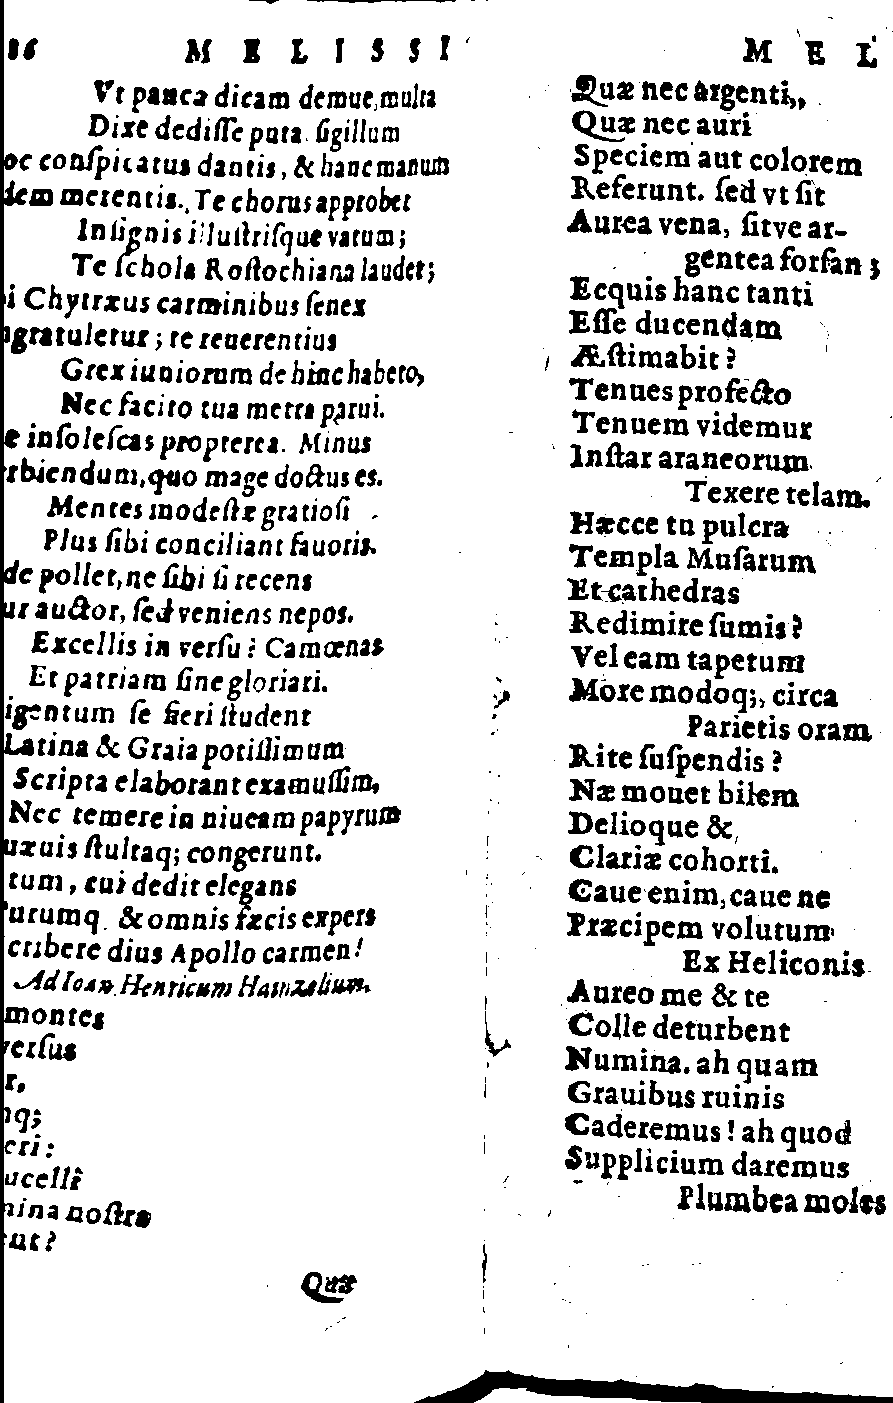 86 MELISSI
Vt pauca dicam demue, multa
Dixe dedisse puta. sigillum
oc conspicatus dantis, & hanc manum
dem merentis. Te chorus approbet
Insignis illustrisque vatum;
Te schola Rostochiana laudet;
i Chytræus carminibus senex
ngratuletur; te reuerentius
Grex iuniorum de hinc habeto,
Nec facito tua metra parui.
e insolescas propterea. Minus
rbiendum, quo mage doctus es.
Mentes modestæ gratiosi
Plus sibi conciliant fauoris.
de pollet, ne sibi si recens
ur auctor, sed veniens nepos.
Excellis in versu? Camœnas
Et patriam sine gloriari.
igentum se fieri student
Latina & Graia potissimum
Scripta elaborant examussim,
Nec temere in niueam papyrum
uxuis stultaq; congerunt.
tum, cui dedit elegans
urumq. & omnis fæcis expers
cribere dius Apollo carmen!
Ad Ioan. Henricum Hainzelium.
montes
versus
r,
nq;
eri:
ucelli
mina nostra
ent?
Quæ
MEL
Quæ nec argenti,
Quæ nec auri
Speciem aut colorem
Referunt. sed vt sit
Aurea vena, sitve ar-
gentea forsan;
Ecquis hanc tanti
Esse ducendam
Æstimabit?
Tenues profecto
Tenuem videmur
Instar araneorum
Texere telam.
Hæcce tu pulcra
Templa Musarum
Et cathedras
Redimire sumis?
Vel eam tapetum
More modoq;, circa
Parietis oram
Rite suspendis?
Næ mouet bilem
Delioque &
Clariæ cohorti.
Caue enim, caue ne
Præcipem volutum
Ex Heliconis
Aureo me & te
Colle deturbent
Numina. ah quam
Grauibus ruinis
Caderemus! ah quod
Supplicium daremus
Plumbea moles